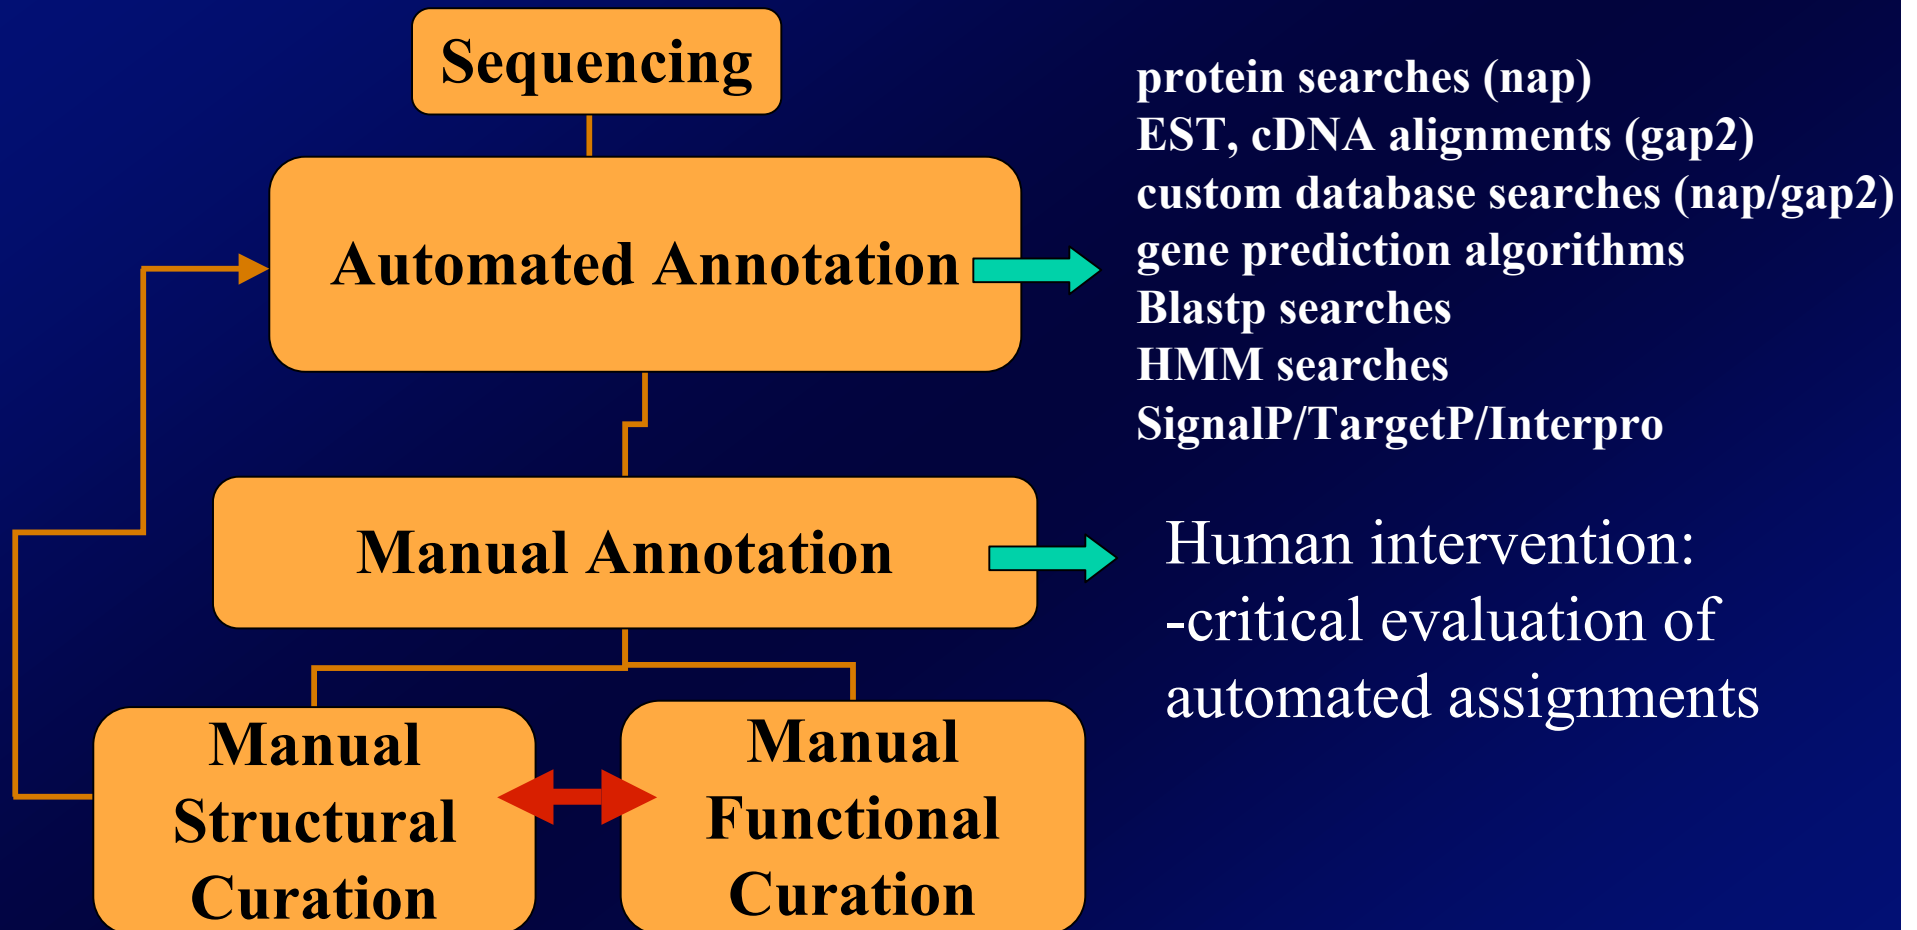 Sequencing
protein searches (nap)
EST, cDNA alignments (gap2)
custom database searches (nap/gap2)
gene prediction algorithms
Blastp searches
HMM searches
SignalP/TargetP/Interpro
Automated Annotation
Manual Annotation
Human intervention:
-critical evaluation of
automated assignments
Manual
Structural
Curation
Manual
Functional
Curation